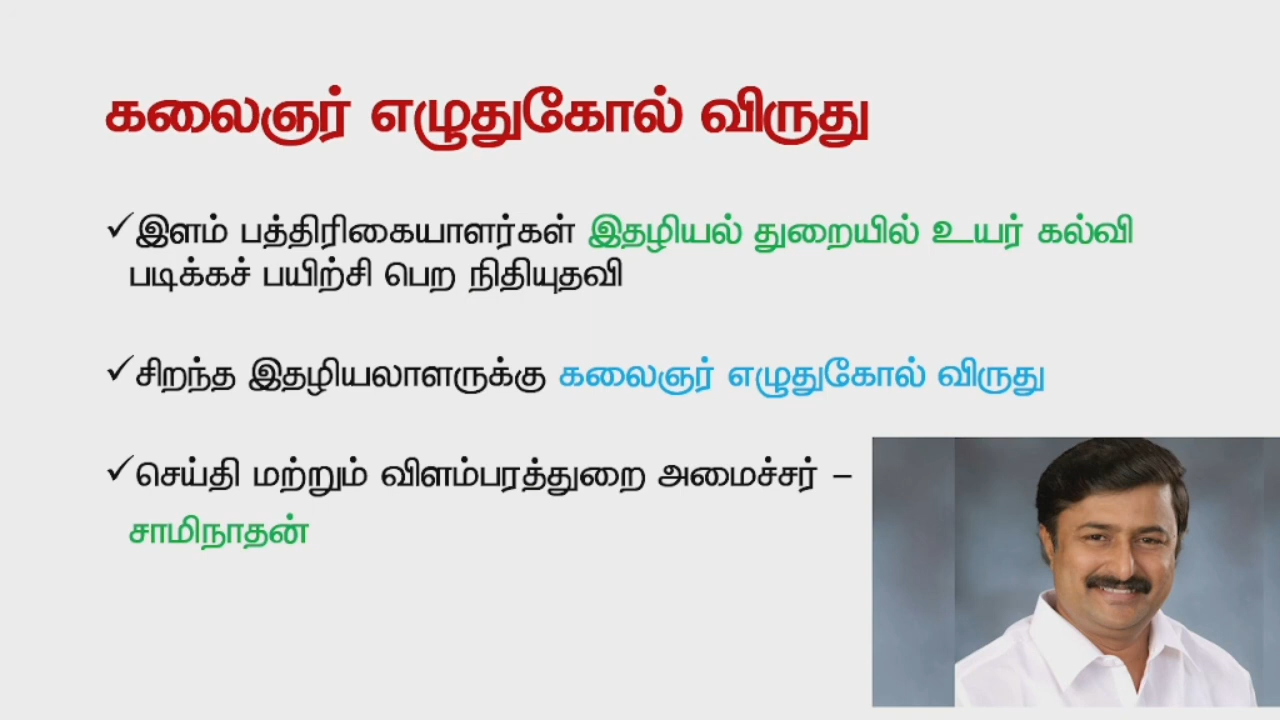 கலைஞர் எழுதுகோல் விருது
✓இளம் பத்திரிகையாளர்கள் இதழியல் துறையில் உயர் கல்வி
படிக்கச் பயிற்சி பெற நிதியுதவி
✓சிறந்த இதழியலாளருக்கு கலைஞர் எழுதுகோல் விருது
✓செய்தி மற்றும் விளம்பரத்துறை அமைச்சர் –
சாமிநாதன்